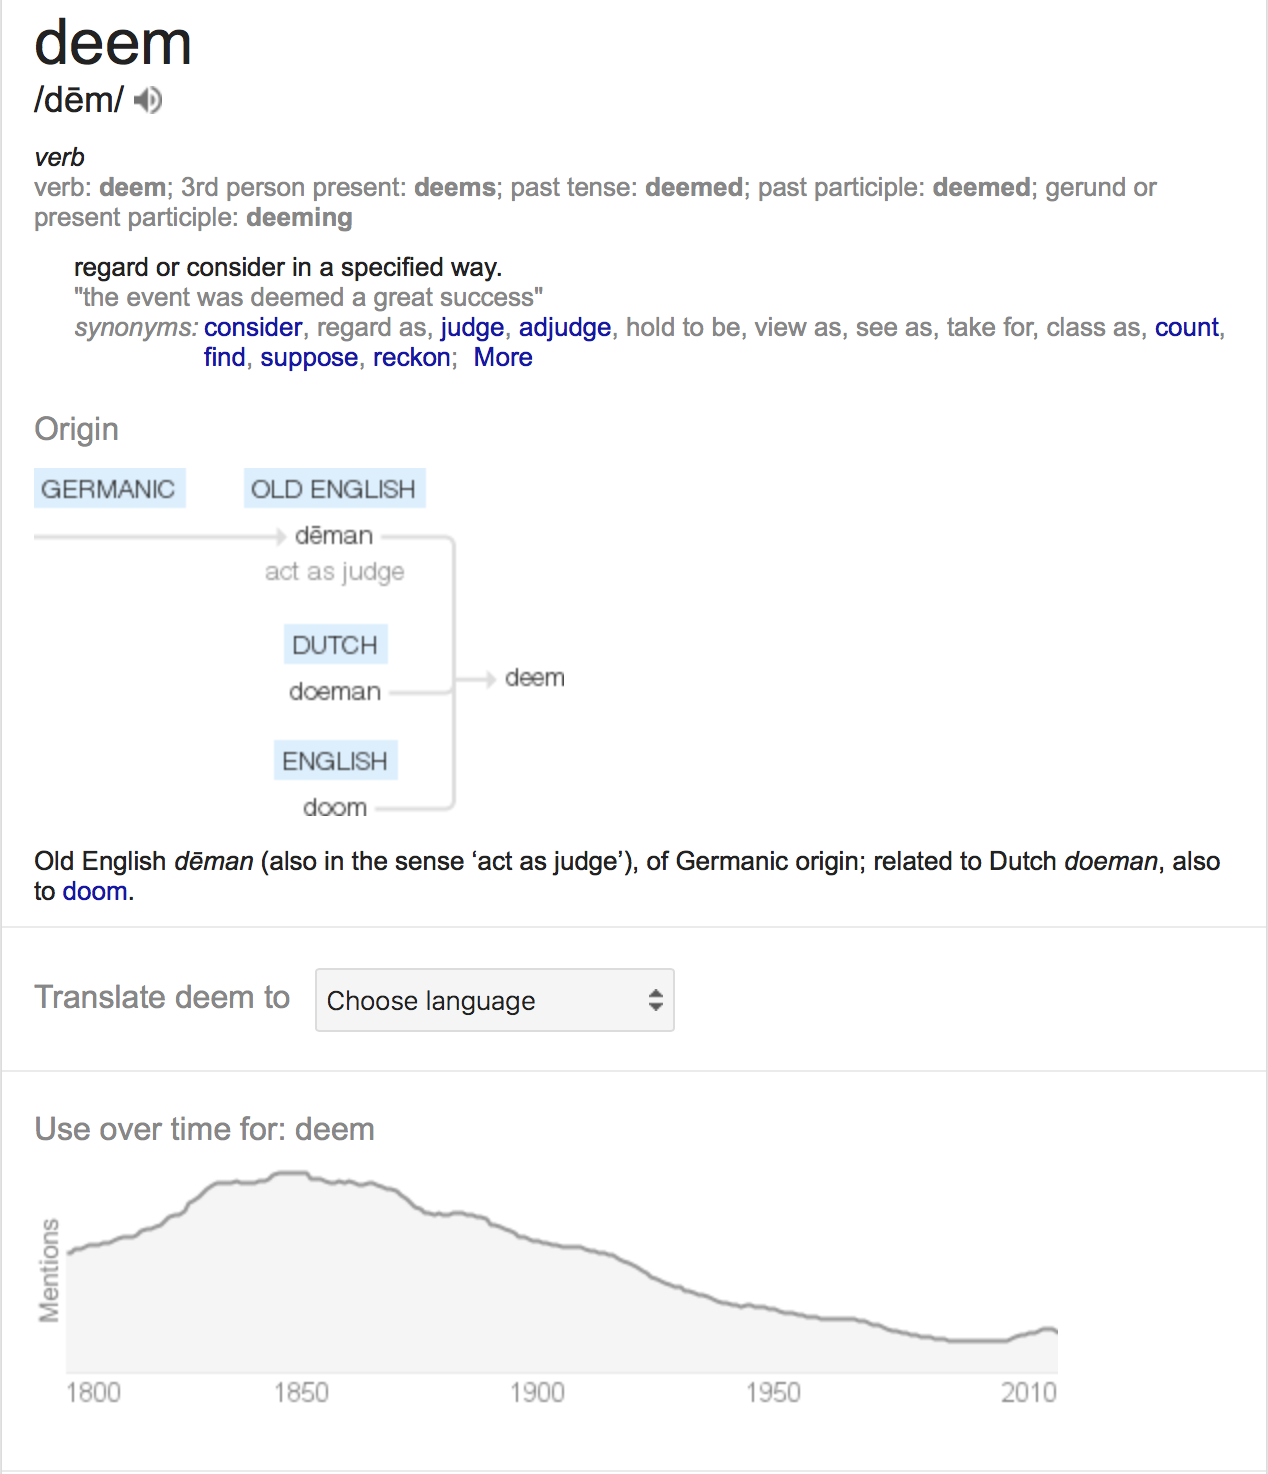 deem
/dēm/
verb
verb: deem; 3rd person present: deems; past tense: deemed; past participle: deemed; gerund or
present participle: deeming
regard or consider in a specified way.
"the event was deemed a great success"
synonyms: consider, regard as, judge, adjudge, hold to be, view as, see as, take for, class as, count,
find, suppose, reckon; More
Origin
GERMANIC OLD ENGLISH
dēman
act as judge
DUTCH
deem
doeman
ENGLISH
doom
Old English dēman (also in the sense ‘act as judge’), of Germanic origin; related to Dutch doeman, also
to doom.
Translate deem to Choose language
Use over time for: deem
Mentions
1800 1850 1900 1950 2010